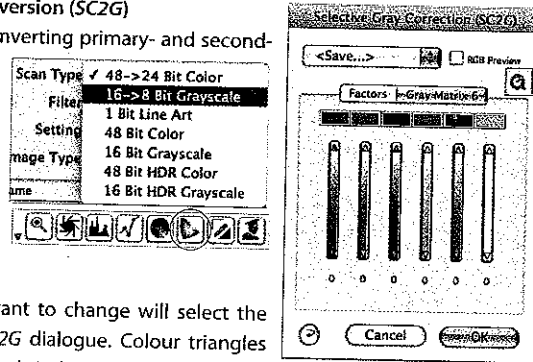 version (SC2G)
nverting primary- and second-
Scan Type ✓ 48->24 Bit Color
Filter 16->8 Bit Grayscale
Setting 1 Bit Line Art
mage Type 48 Bit Color
16 Bit Grayscale
ame 48 Bit HDR Color
16 Bit HDR Grayscale
ant to change will select the
2G dialogue. Colour triangles
Selective Gray Correction (SC2G)
<Save...> RGB Preview
Factors Gray-Matrix 6
0 0 0 0 0 0
Cancel OK